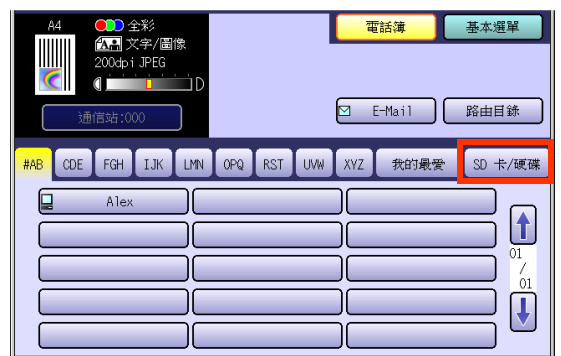 A4 全彩
A 文字/圖像
200dpi JPEG
D
通信站:000
電話簿 基本選單
E-Mail 路由目錄
#AB CDE FGH IJK LMN OPQ RST UVW XYZ 我的最愛 SD 卡/硬碟
Alex
01
/
01